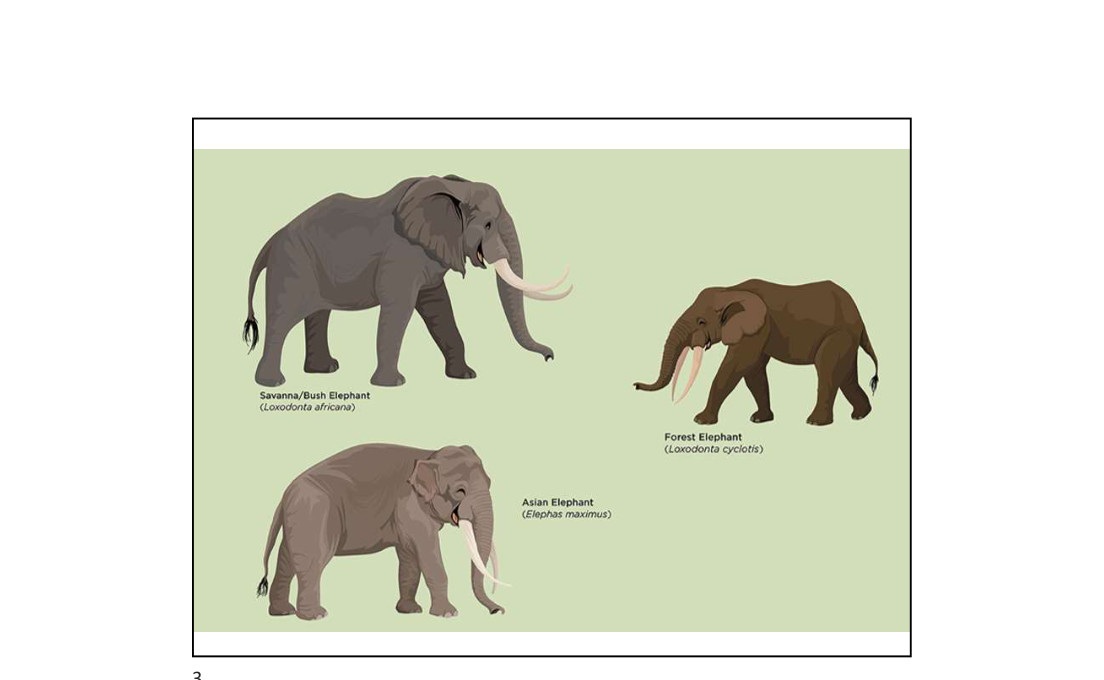 Savanna/Bush Elephant
(Loxodonta africana)
Forest Elephant
(Loxodonta cyclotis)
Asian Elephant
(Elephas maximus)
3